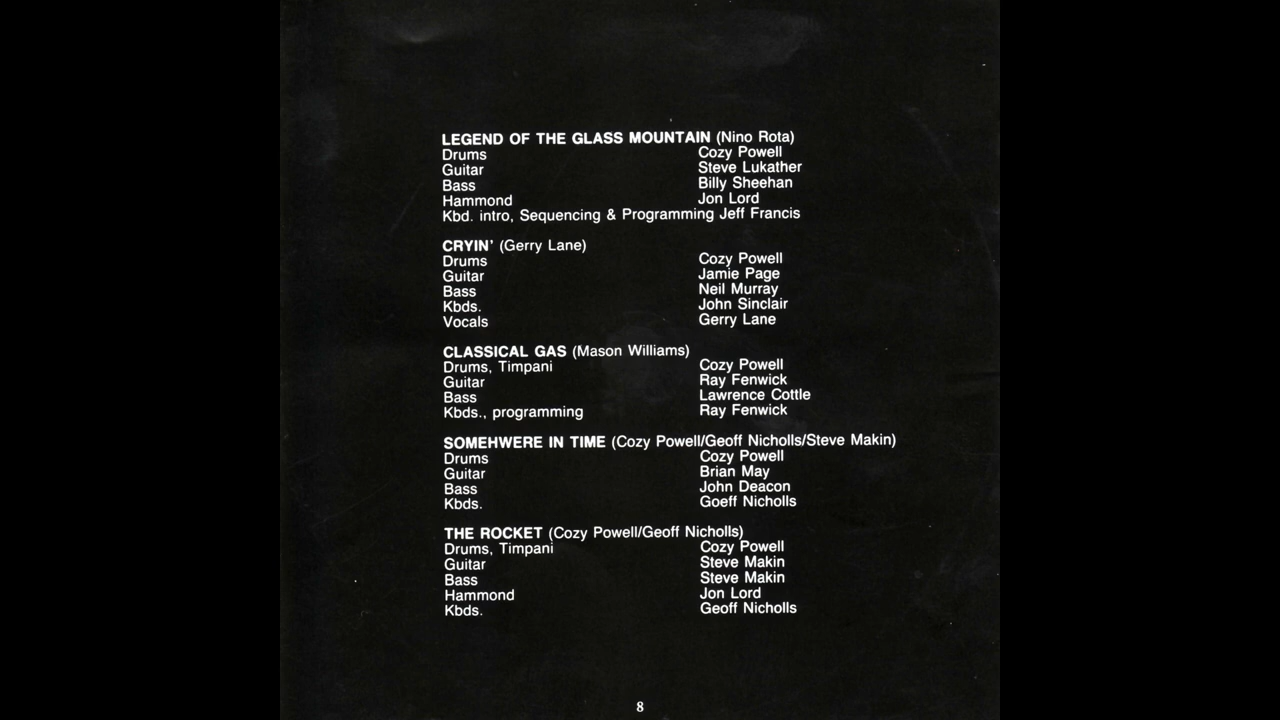 LEGEND OF THE GLASS MOUNTAIN (Nino Rota)
Drums Cozy Powell
Guitar Steve Lukather
Bass Billy Sheehan
Hammond Jon Lord
Kbd. intro, Sequencing & Programming Jeff Francis
CRYIN' (Gerry Lane)
Drums Cozy Powell
Guitar Jamie Page
Bass Neil Murray
Kbds. John Sinclair
Vocals Gerry Lane
CLASSICAL GAS (Mason Williams)
Drums, Timpani Cozy Powell
Guitar Ray Fenwick
Bass Lawrence Cottle
Kbds., programming Ray Fenwick
SOMEHWERE IN TIME (Cozy Powell/Geoff Nicholls/Steve Makin)
Drums Cozy Powell
Guitar Brian May
Bass John Deacon
Kbds. Goeff Nicholls
THE ROCKET (Cozy Powell/Geoff Nicholls)
Drums, Timpani Cozy Powell
Guitar Steve Makin
Bass Steve Makin
Hammond Jon Lord
Kbds. Geoff Nicholls
8